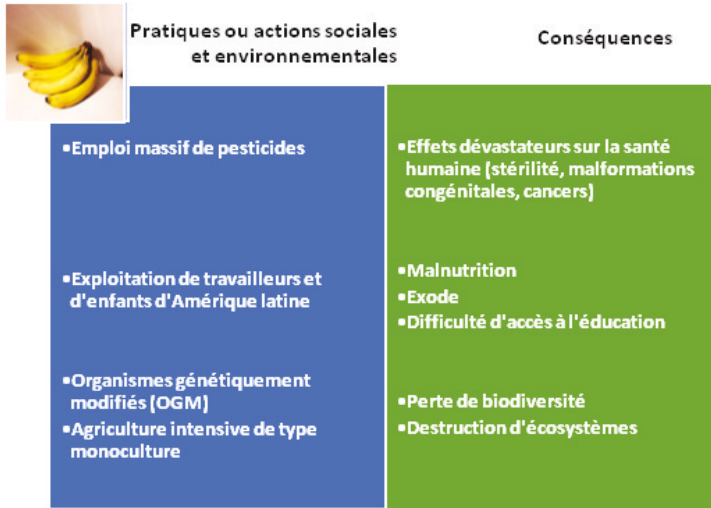 Pratiques ou actions sociales
et environnementales
Conséquences
•Emploi massif de pesticides
•Effets dévastateurs sur la santé
humaine (stérilité, malformations
congénitales, cancers)
•Exploitation de travailleurs et
d'enfants d'Amérique latine
•Malnutrition
•Exode
•Difficulté d'accès à l'éducation
•Organismes génétiquement
modifiés (OGM)
•Agriculture intensive de type
monoculture
•Perte de biodiversité
•Destruction d'écosystèmes